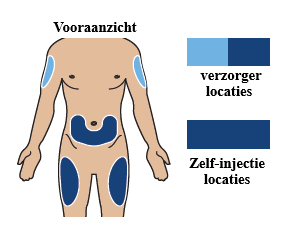 Vooraanzicht
verzorger
locaties
Zelf-injectie
locaties